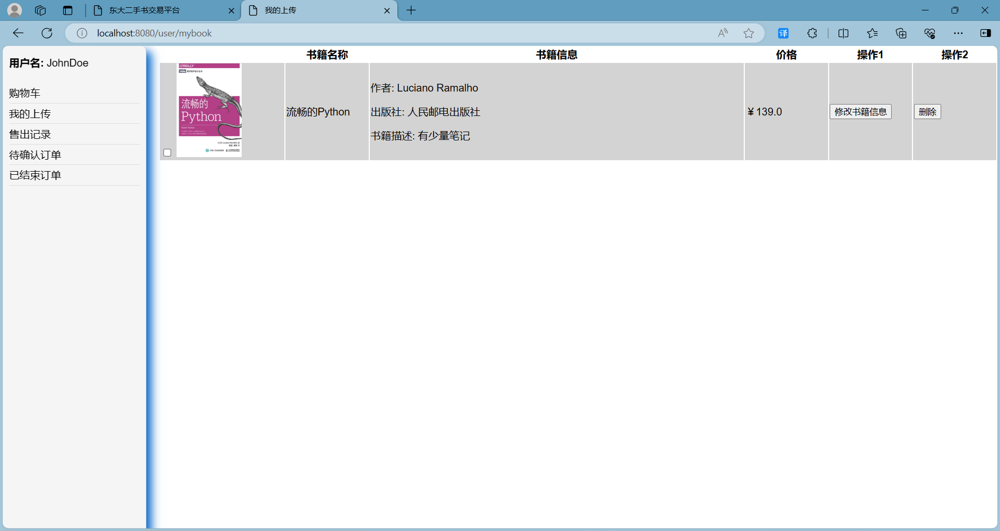 东大二手书交易平台
我的上传
localhost:8080/user/mybook
译
用户名: JohnDoe
购物车
我的上传
售出记录
待确认订单
已结束订单
书籍名称 书籍信息 价格 操作1 操作2
O'REILLY
流畅的
Python
流畅的Python
作者: Luciano Ramalho
出版社: 人民邮电出版社
书籍描述: 有少量笔记
¥139.0
修改书籍信息
删除